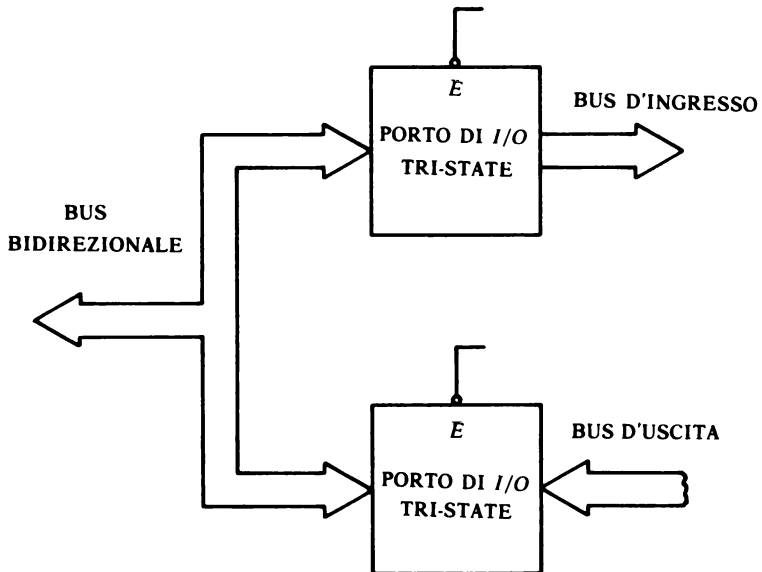 E
PORTO DI I/O
TRI-STATE
BUS D'INGRESSO
BUS
BIDIREZIONALE
E
PORTO DI I/O
TRI-STATE
BUS D'USCITA